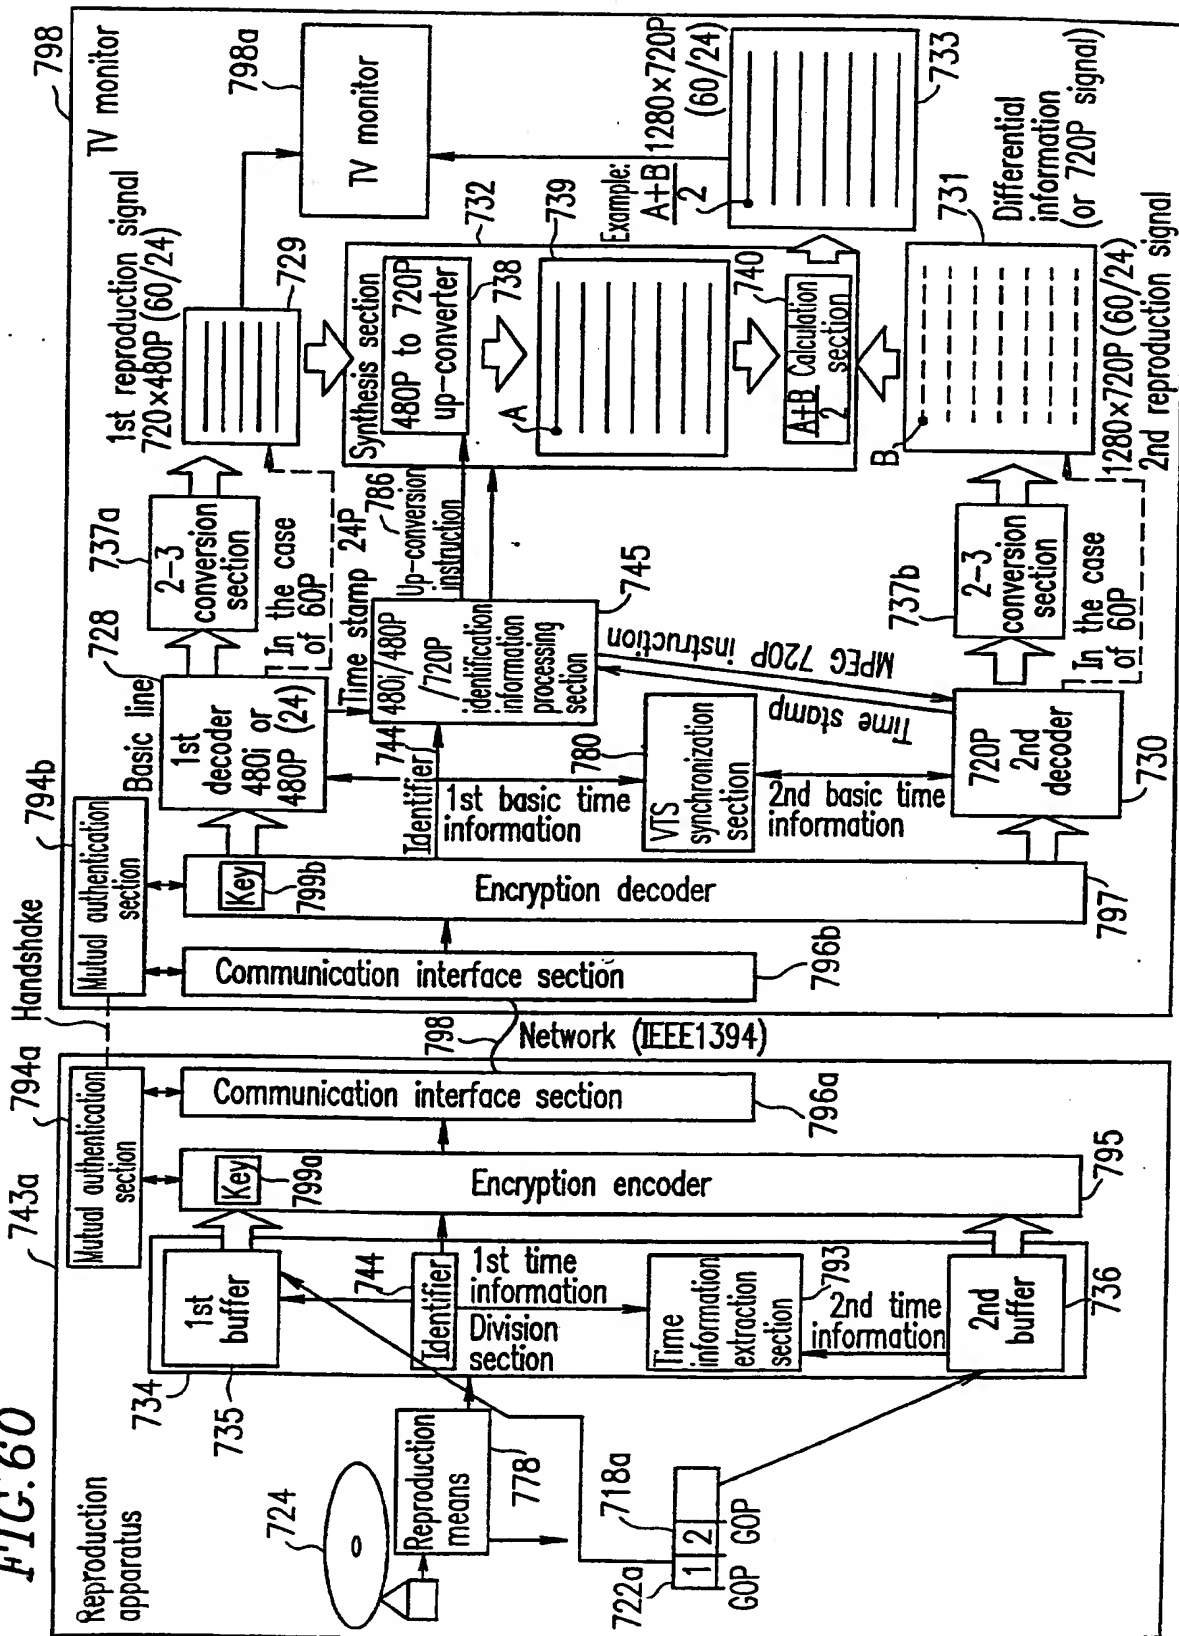 FIG.60
Reproduction
apparatus
743a
794a
Handshake
794b
798
TV monitor
Mutual authentication
section
Mutual authentication
section
724
Reproduction
means
778
722a
718a
1
2
GOP
GOP
734
735
1st
buffer
744
Identifier
1st time
information
Division
section
Time
information
extraction
section
793
2nd time
information
2nd
buffer
736
Key
799a
Encryption encoder
795
Communication interface section
796a
798
Network (IEEE1394)
Communication interface section
796b
Key
799b
Encryption decoder
797
Basic line
728
1st
decoder
480i or
480P (24)
In the case
of 60P
737a
2-3
conversion
section
1st reproduction signal
720×480P (60/24)
729
798a
TV monitor
Time stamp 24P
744
Identifier
480i/480P
/720P
identification
information
processing
section
745
786
Up-conversion
instruction
1st basic time
information
780
VTS
synchronization
section
2nd basic time
information
Time stamp
MPEG 720P instruction
720P
2nd
decoder
730
In the case
of 60P
737b
2-3
conversion
section
Synthesis section
732
480P to 720P
up-converter
738
739
A
740
A+B
2
Calculation
section
Example:
A+B
2
1280×720P
(60/24)
733
B
731
Differential
information
(or 720P signal)
1280×720P (60/24)
2nd reproduction signal